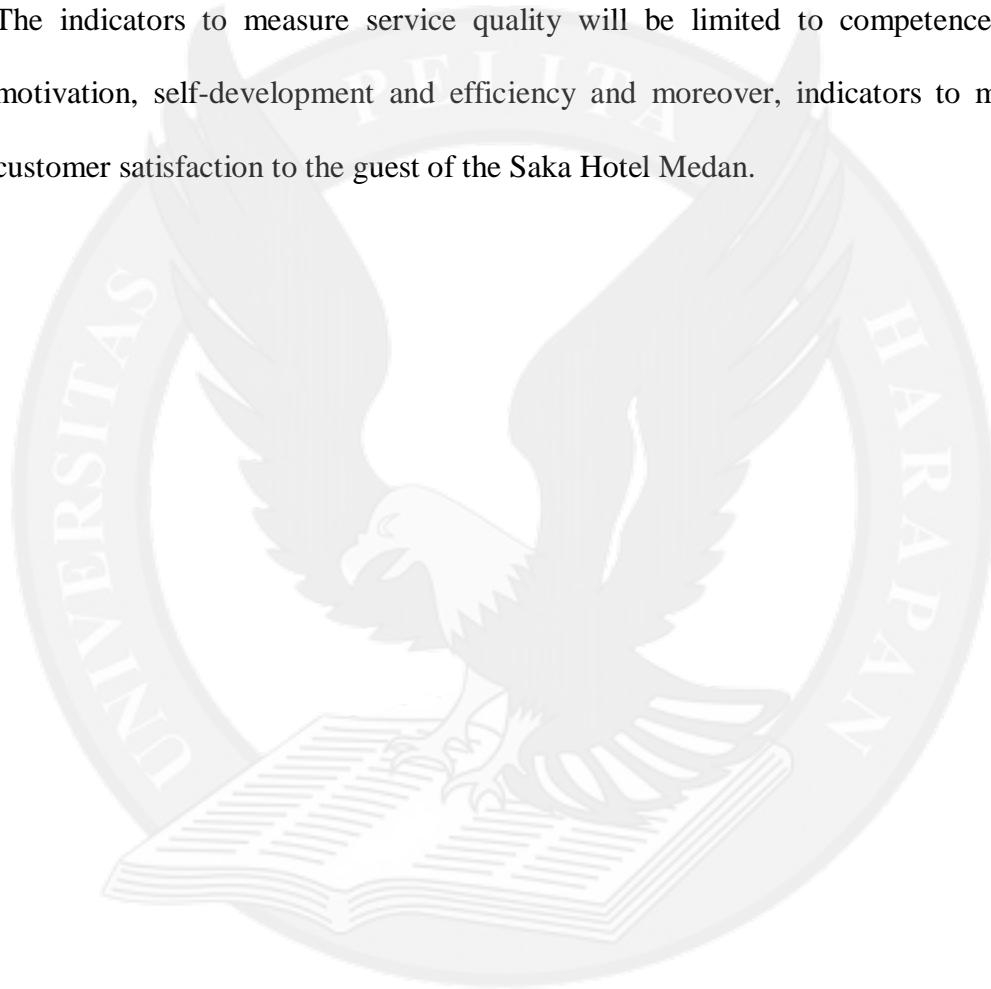 The indicators to measure service quality will be limited to competence
motivation, self-development and efficiency and moreover, indicators to m
customer satisfaction to the guest of the Saka Hotel Medan.
UNIVERSITAS PELITA HARAPAN